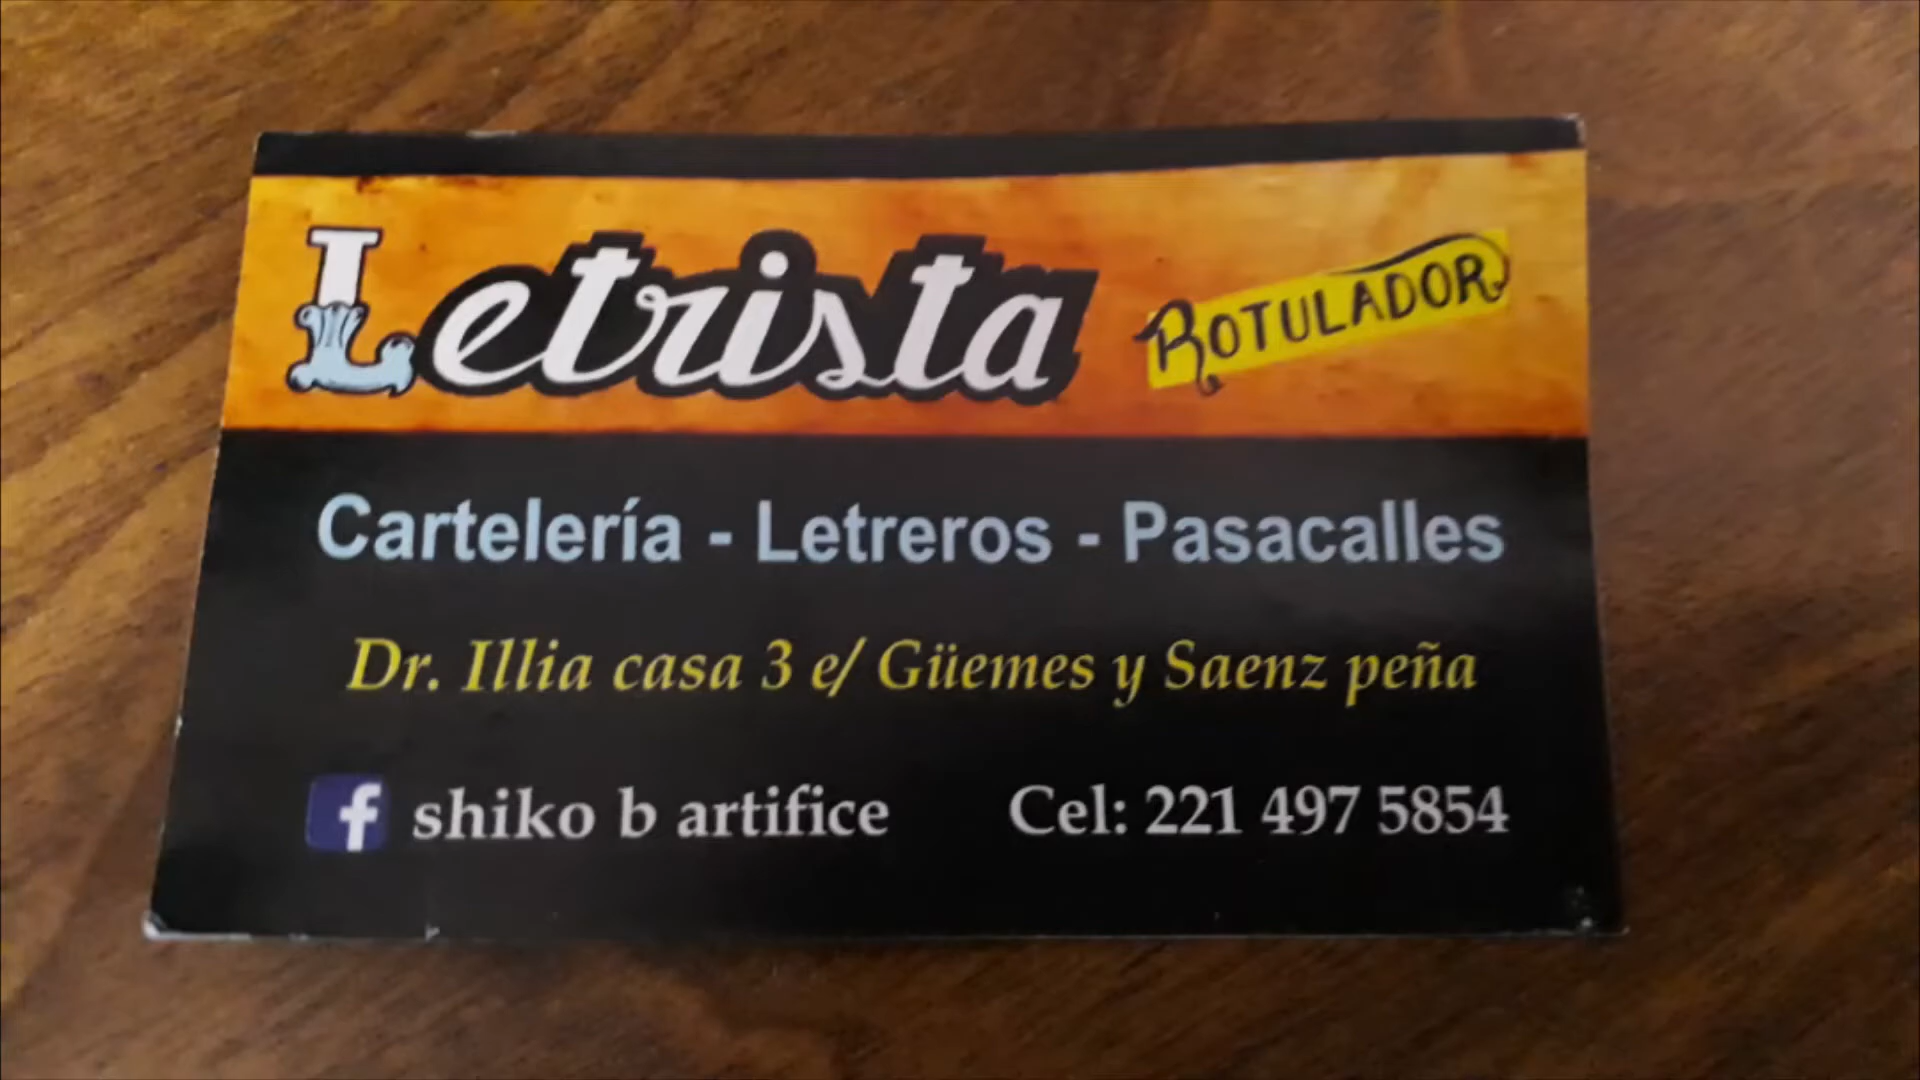 Letrista ROTULADOR
Cartelería - Letreros - Pasacalles
Dr. Illia casa 3 e/ Güemes y Saenz peña
f shiko b artifice Cel: 221 497 5854